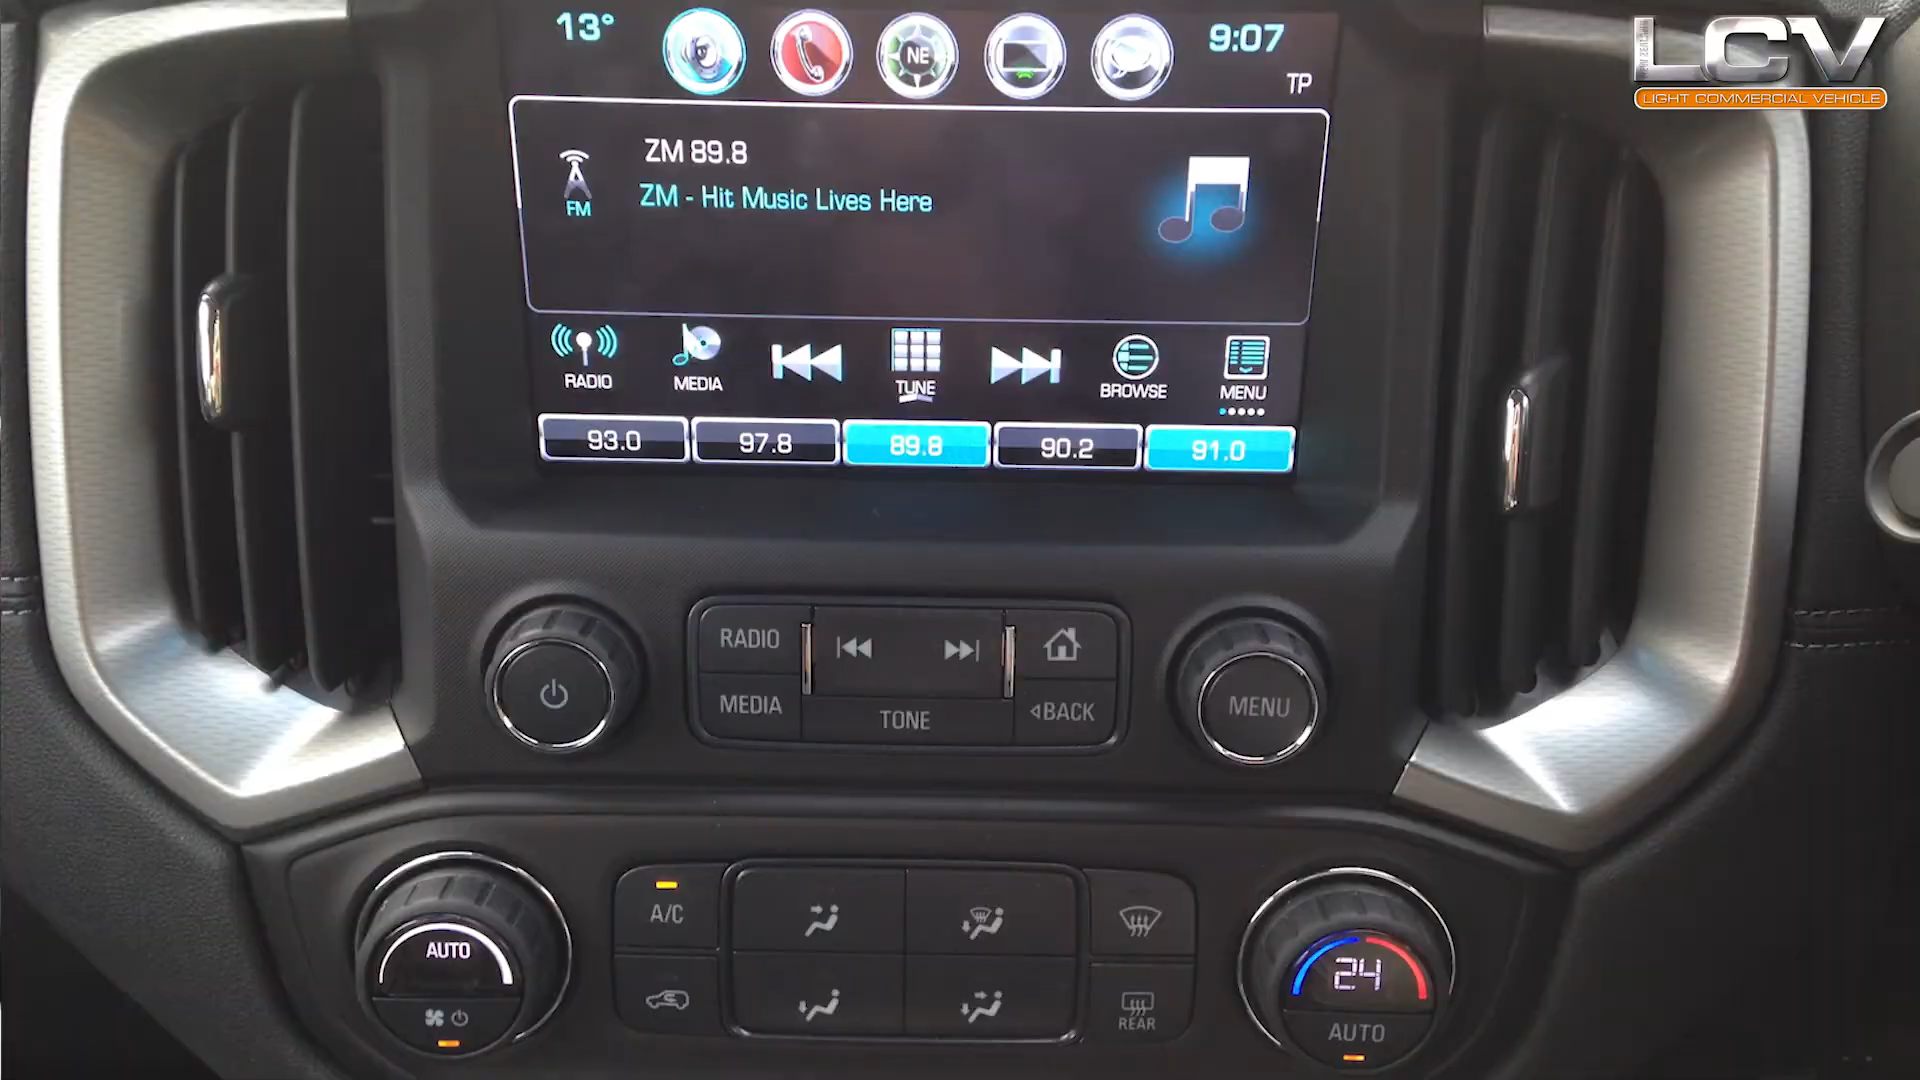 13°
NE
9:07
TP
LCV
LIGHT COMMERCIAL VEHICLE
ZM 89.8
ZM - Hit Music Lives Here
FM
RADIO
MEDIA
TUNE
BROWSE
MENU
93.0
97.8
89.8
90.2
91.0
RADIO
MEDIA
TONE
◃BACK
MENU
AUTO
A/C
REAR
24
AUTO